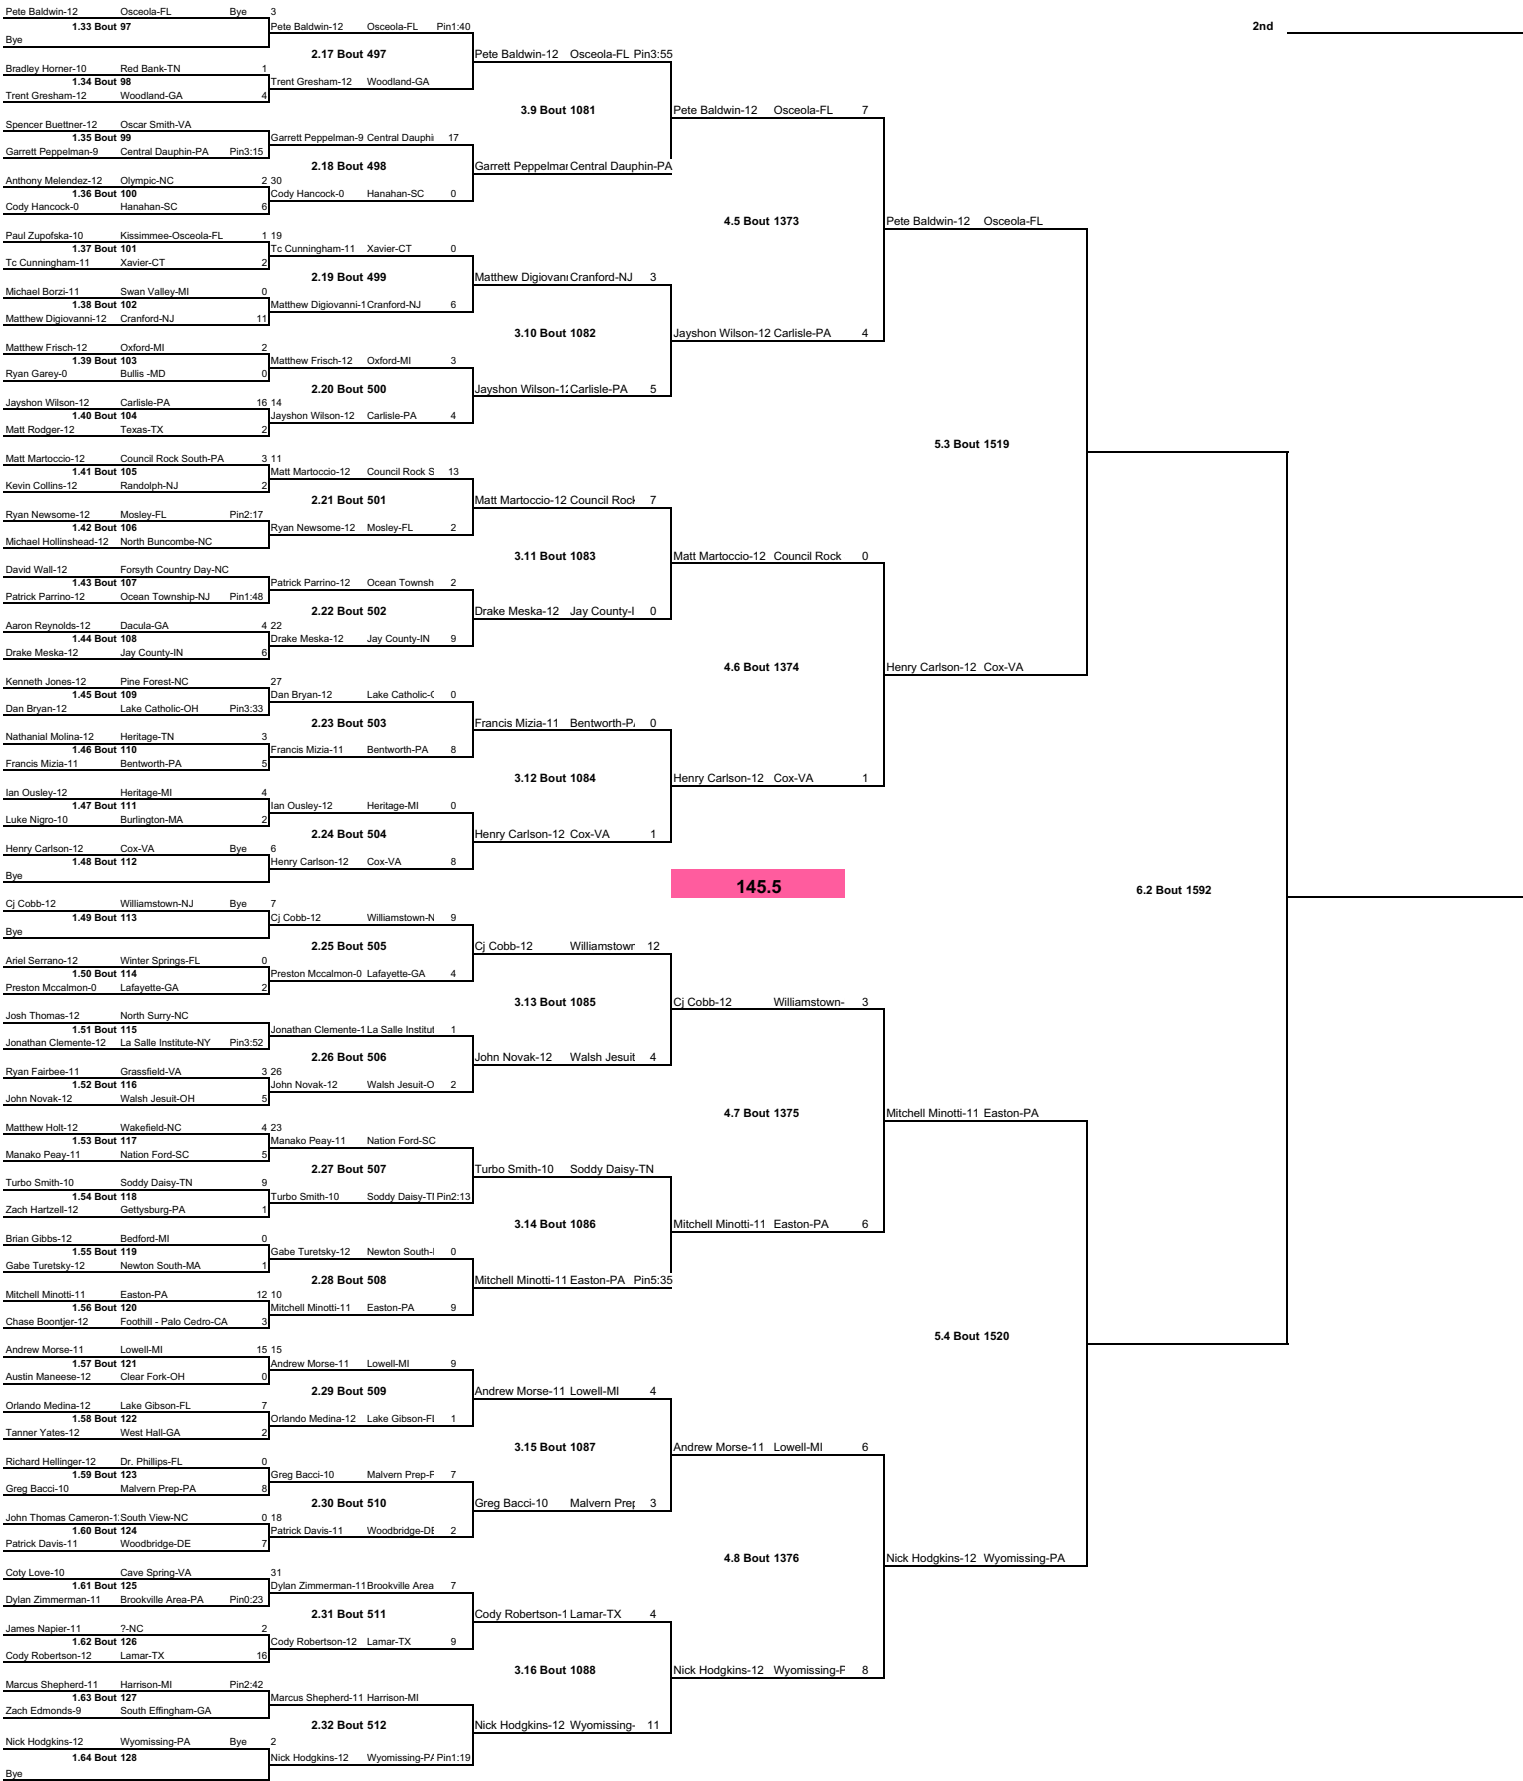 Pete Baldwin-12 Osceola-FL Bye 3
1.33 Bout 97
Bye
Bradley Horner-10 Red Bank-TN 1
1.34 Bout 98
Trent Gresham-12 Woodland-GA 4
Spencer Buettner-12 Oscar Smith-VA
1.35 Bout 99
Garrett Peppelman-9 Central Dauphin-PA Pin3:15
Anthony Melendez-12 Olympic-NC 2 30
1.36 Bout 100
Cody Hancock-0 Hanahan-SC 6
Paul Zupofska-10 Kissimmee-Osceola-FL 1 19
1.37 Bout 101
Tc Cunningham-11 Xavier-CT 2
Michael Borzi-11 Swan Valley-MI 0
1.38 Bout 102
Matthew Digiovanni-12 Cranford-NJ 11
Matthew Frisch-12 Oxford-MI 2
1.39 Bout 103
Ryan Garey-0 Bullis -MD 0
Jayshon Wilson-12 Carlisle-PA 16 14
1.40 Bout 104
Matt Rodger-12 Texas-TX 2
Matt Martoccio-12 Council Rock South-PA 3 11
1.41 Bout 105
Kevin Collins-12 Randolph-NJ 2
Ryan Newsome-12 Mosley-FL Pin2:17
1.42 Bout 106
Michael Hollinshead-12 North Buncombe-NC
David Wall-12 Forsyth Country Day-NC
1.43 Bout 107
Patrick Parrino-12 Ocean Township-NJ Pin1:48
Aaron Reynolds-12 Dacula-GA 4 22
1.44 Bout 108
Drake Meska-12 Jay County-IN 6
Kenneth Jones-12 Pine Forest-NC 27
1.45 Bout 109
Dan Bryan-12 Lake Catholic-OH Pin3:33
Nathanial Molina-12 Heritage-TN 3
1.46 Bout 110
Francis Mizia-11 Bentworth-PA 5
Ian Ousley-12 Heritage-MI 4
1.47 Bout 111
Luke Nigro-10 Burlington-MA 2
Henry Carlson-12 Cox-VA Bye 6
1.48 Bout 112
Bye
Cj Cobb-12 Williamstown-NJ Bye 7
1.49 Bout 113
Bye
Ariel Serrano-12 Winter Springs-FL 0
1.50 Bout 114
Preston Mccalmon-0 Lafayette-GA 2
Josh Thomas-12 North Surry-NC
1.51 Bout 115
Jonathan Clemente-12 La Salle Institute-NY Pin3:52
Ryan Fairbee-11 Grassfield-VA 3 26
1.52 Bout 116
John Novak-12 Walsh Jesuit-OH 5
Matthew Holt-12 Wakefield-NC 4 23
1.53 Bout 117
Manako Peay-11 Nation Ford-SC 5
Turbo Smith-10 Soddy Daisy-TN 9
1.54 Bout 118
Zach Hartzell-12 Gettysburg-PA 1
Brian Gibbs-12 Bedford-MI 0
1.55 Bout 119
Gabe Turetsky-12 Newton South-MA 1
Mitchell Minotti-11 Easton-PA 12 10
1.56 Bout 120
Chase Boontjer-12 Foothill - Palo Cedro-CA 3
Andrew Morse-11 Lowell-MI 15 15
1.57 Bout 121
Austin Maneese-12 Clear Fork-OH 0
Orlando Medina-12 Lake Gibson-FL 7
1.58 Bout 122
Tanner Yates-12 West Hall-GA 2
Richard Hellinger-12 Dr. Phillips-FL 0
1.59 Bout 123
Greg Bacci-10 Malvern Prep-PA 8
John Thomas Cameron-1 South View-NC 0 18
1.60 Bout 124
Patrick Davis-11 Woodbridge-DE 7
Coty Love-10 Cave Spring-VA 31
1.61 Bout 125
Dylan Zimmerman-11 Brookville Area-PA Pin0:23
James Napier-11 ?-NC 2
1.62 Bout 126
Cody Robertson-12 Lamar-TX 16
Marcus Shepherd-11 Harrison-MI Pin2:42
1.63 Bout 127
Zach Edmonds-9 South Effingham-GA
Nick Hodgkins-12 Wyomissing-PA Bye 2
1.64 Bout 128
Bye
Pete Baldwin-12 Osceola-FL Pin1:40
2.17 Bout 497
Trent Gresham-12 Woodland-GA
Garrett Peppelman-9 Central Dauphi 17
2.18 Bout 498
Cody Hancock-0 Hanahan-SC 0
Tc Cunningham-11 Xavier-CT 0
2.19 Bout 499
Matthew Digiovanni-1 Cranford-NJ 6
Matthew Frisch-12 Oxford-MI 3
2.20 Bout 500
Jayshon Wilson-12 Carlisle-PA 4
Matt Martoccio-12 Council Rock S 13
2.21 Bout 501
Ryan Newsome-12 Mosley-FL 2
Patrick Parrino-12 Ocean Townsh 2
2.22 Bout 502
Drake Meska-12 Jay County-IN 9
Dan Bryan-12 Lake Catholic-( 0
2.23 Bout 503
Francis Mizia-11 Bentworth-PA 8
Ian Ousley-12 Heritage-MI 0
2.24 Bout 504
Henry Carlson-12 Cox-VA 8
Cj Cobb-12 Williamstown-N 9
2.25 Bout 505
Preston Mccalmon-0 Lafayette-GA 4
Jonathan Clemente-1 La Salle Institut 1
2.26 Bout 506
John Novak-12 Walsh Jesuit-O 2
Manako Peay-11 Nation Ford-SC
2.27 Bout 507
Turbo Smith-10 Soddy Daisy-TI Pin2:13
Gabe Turetsky-12 Newton South-I 0
2.28 Bout 508
Mitchell Minotti-11 Easton-PA 9
Andrew Morse-11 Lowell-MI 9
2.29 Bout 509
Orlando Medina-12 Lake Gibson-Fl 1
Greg Bacci-10 Malvern Prep-F 7
2.30 Bout 510
Patrick Davis-11 Woodbridge-DE 2
Dylan Zimmerman-11 Brookville Area 7
2.31 Bout 511
Cody Robertson-12 Lamar-TX 9
Marcus Shepherd-11 Harrison-MI
2.32 Bout 512
Nick Hodgkins-12 Wyomissing-PA Pin1:19
Pete Baldwin-12 Osceola-FL Pin3:55
3.9 Bout 1081
Garrett Peppelmar Central Dauphin-PA
Matthew Digiovani Cranford-NJ 3
3.10 Bout 1082
Jayshon Wilson-12 Carlisle-PA 5
Matt Martoccio-12 Council Rock 7
3.11 Bout 1083
Drake Meska-12 Jay County-I 0
Francis Mizia-11 Bentworth-P. 0
3.12 Bout 1084
Henry Carlson-12 Cox-VA 1
Cj Cobb-12 Williamstowr 12
3.13 Bout 1085
John Novak-12 Walsh Jesuit 4
Turbo Smith-10 Soddy Daisy-TN
3.14 Bout 1086
Mitchell Minotti-11 Easton-PA Pin5:35
Andrew Morse-11 Lowell-MI 4
3.15 Bout 1087
Greg Bacci-10 Malvern Prep 3
Cody Robertson-1 Lamar-TX 4
3.16 Bout 1088
Nick Hodgkins-12 Wyomissing- 11
Pete Baldwin-12 Osceola-FL 7
4.5 Bout 1373
Jayshon Wilson-12 Carlisle-PA 4
Matt Martoccio-12 Council Rock 0
4.6 Bout 1374
Henry Carlson-12 Cox-VA 1
145.5
Cj Cobb-12 Williamstown- 3
4.7 Bout 1375
Mitchell Minotti-11 Easton-PA 6
Andrew Morse-11 Lowell-MI 6
4.8 Bout 1376
Nick Hodgkins-12 Wyomissing-F 8
Pete Baldwin-12 Osceola-FL
5.3 Bout 1519
Henry Carlson-12 Cox-VA
Mitchell Minotti-11 Easton-PA
5.4 Bout 1520
Nick Hodgkins-12 Wyomissing-PA
6.2 Bout 1592
2nd